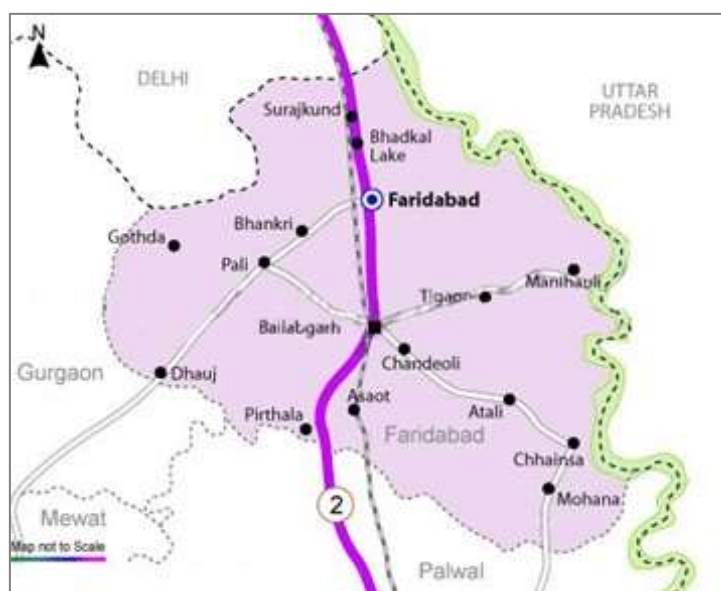 N
DELHI
UTTAR
PRADESH
Surajkund
Bhadkal
Lake
Faridabad
Bhankri
Gothda
Pali
Manihauli
Tigaon
Ballabgarh
Chandeoli
Gurgaon
Dhauj
Asaot
Atali
Pirthala
Faridabad
Chhainsa
2
Mohana
Mewat
Map not to Scale
Palwal